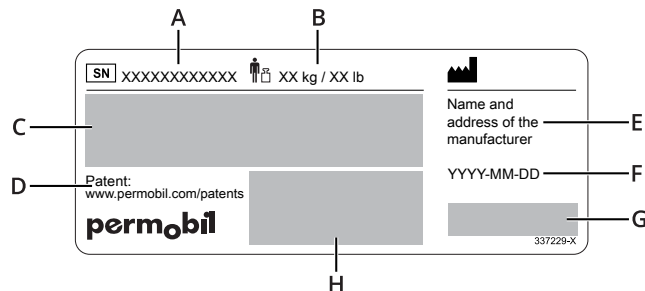 A
B
SN XXXXXXXXXXXX XX kg / XX lb
C
Name and
address of the
manufacturer
E
D
Patent:
www.permobil.com/patents
YYYY-MM-DD
F
permobil
G
337229-X
H